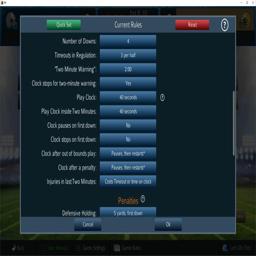 Quick Set
Current Rules
Reset
?
Number of Downs:
4
Timeouts in Regulation:
3 per half
"Two Minute Warning":
2:00
Clock stops for two-minute warning:
Yes
Play Clock:
40 seconds
Play Clock inside Two Minutes:
40 seconds
Clock pauses on first down:
No
Clock stops on first down:
No
Clock after out of bounds play:
Pauses, then restarts*
Clock after a penalty:
Pauses, then restarts*
Injuries in last Two Minutes:
Costs Timeout or time on clock
Penalties
Defensive Holding:
5 yards, first down
Cancel
Ok
Game Settings